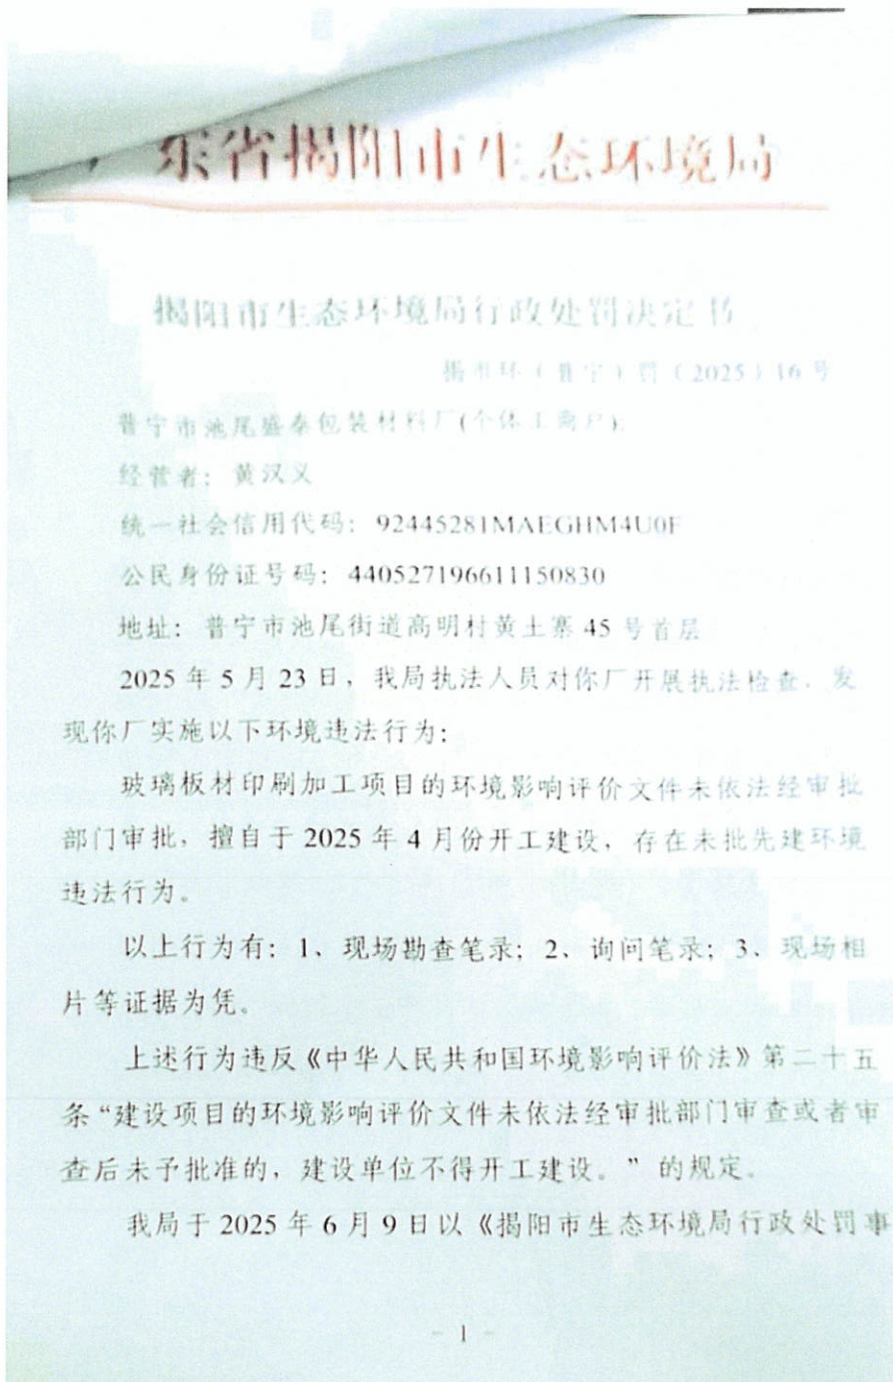 东省揭阳市生态环境局
揭阳市生态环境局行政处罚决定书
揭市环（普宁）罚〔2025〕16号
普宁市池尾盛泰包装材料厂(个体工商户):
经营者：黄汉义
统一社会信用代码：92445281MAEGHM4U0F
公民身份证号码：440527196611150830
地址：普宁市池尾街道高明村黄土寨45号首层
2025年5月23日，我局执法人员对你厂开展执法检查，发
现你厂实施以下环境违法行为：
玻璃板材印刷加工项目的环境影响评价文件未依法经审批
部门审批，擅自于2025年4月份开工建设，存在未批先建环境
违法行为。
以上行为有：1、现场勘查笔录；2、询问笔录；3、现场相
片等证据为凭。
上述行为违反《中华人民共和国环境影响评价法》第二十五
条“建设项目的环境影响评价文件未依法经审批部门审查或者审
查后未予批准的，建设单位不得开工建设。”的规定。
我局于2025年6月9日以《揭阳市生态环境局行政处罚事
- 1 -